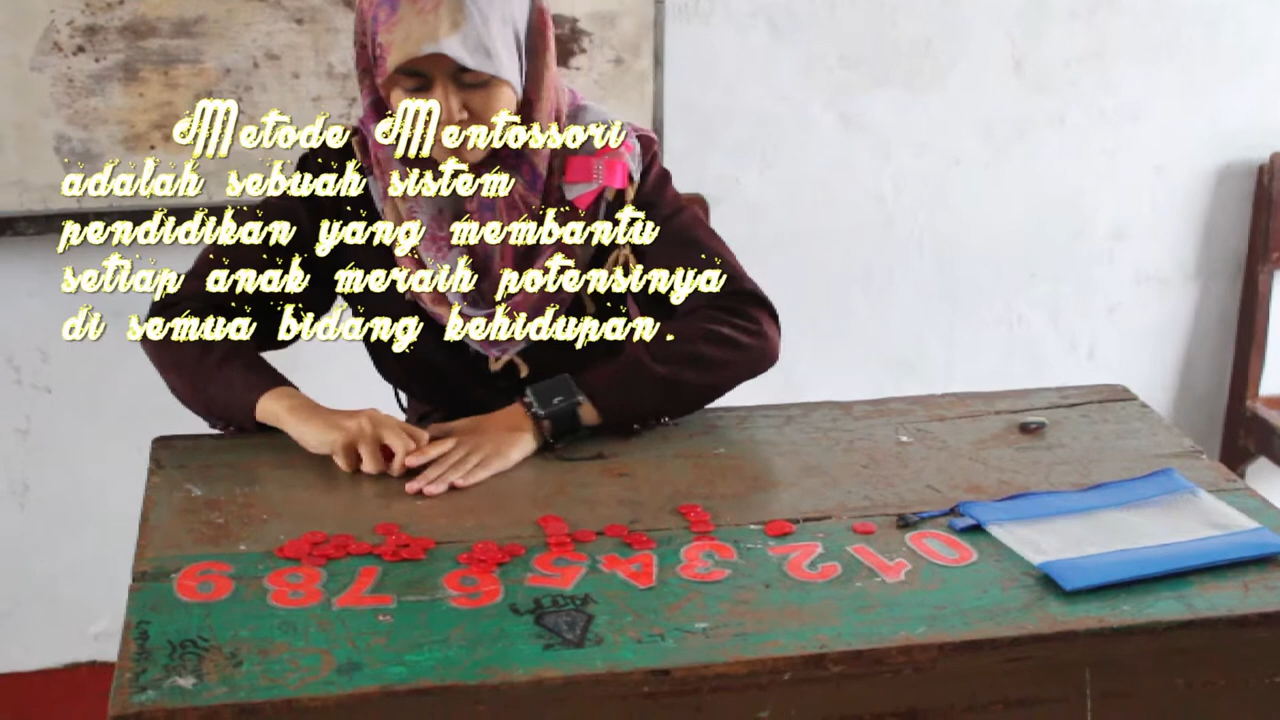 Metode Mentossori
adalah sebuah sistem
pendidikan yang membantu
setiap anak meraih potensinya
di semua bidang kehidupan.
0 1 2 3 4 5 6 7 8 9